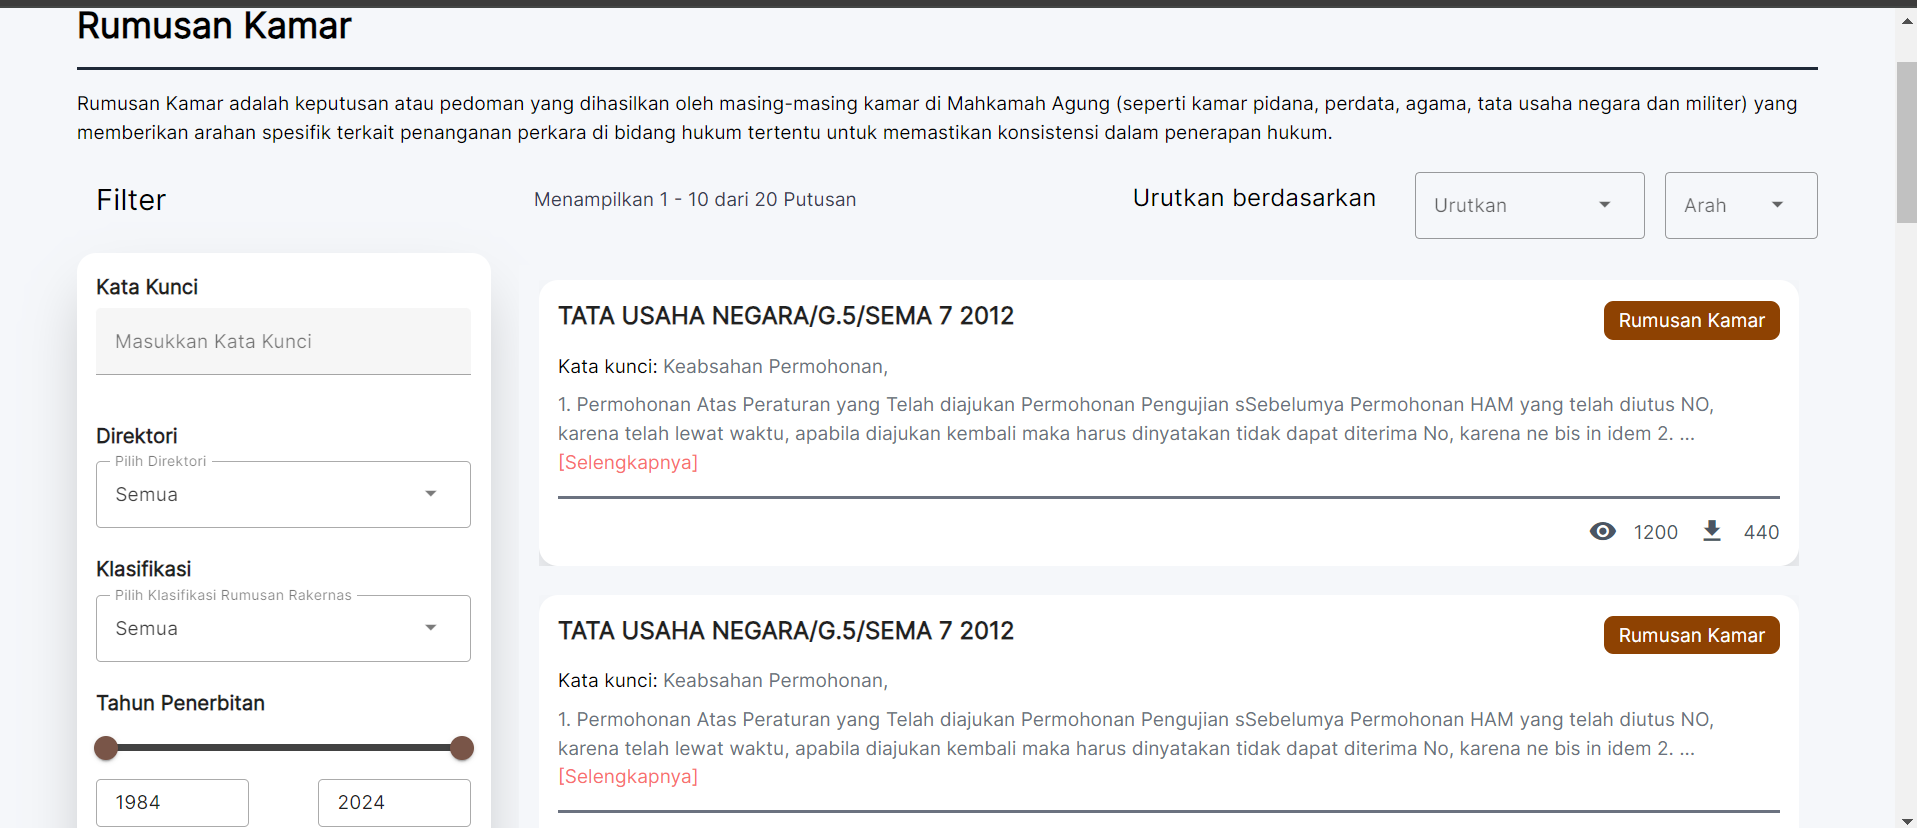 Rumusan Kamar
Rumusan Kamar adalah keputusan atau pedoman yang dihasilkan oleh masing-masing kamar di Mahkamah Agung (seperti kamar pidana, perdata, agama, tata usaha negara dan militer) yang
memberikan arahan spesifik terkait penanganan perkara di bidang hukum tertentu untuk memastikan konsistensi dalam penerapan hukum.
Filter
Menampilkan 1 - 10 dari 20 Putusan
Urutkan berdasarkan
Urutkan
Arah
Kata Kunci
Masukkan Kata Kunci
Direktori
Pilih Direktori
Semua
Klasifikasi
Pilih Klasifikasi Rumusan Rakernas
Semua
Tahun Penerbitan
1984
2024
TATA USAHA NEGARA/G.5/SEMA 7 2012
Rumusan Kamar
Kata kunci: Keabsahan Permohonan,
1. Permohonan Atas Peraturan yang Telah diajukan Permohonan Pengujian sSebelumya Permohonan HAM yang telah diutus NO,
karena telah lewat waktu, apabila diajukan kembali maka harus dinyatakan tidak dapat diterima No, karena ne bis in idem 2. ...
[Selengkapnya]
1200
440
TATA USAHA NEGARA/G.5/SEMA 7 2012
Rumusan Kamar
Kata kunci: Keabsahan Permohonan,
1. Permohonan Atas Peraturan yang Telah diajukan Permohonan Pengujian sSebelumya Permohonan HAM yang telah diutus NO,
karena telah lewat waktu, apabila diajukan kembali maka harus dinyatakan tidak dapat diterima No, karena ne bis in idem 2. ...
[Selengkapnya]